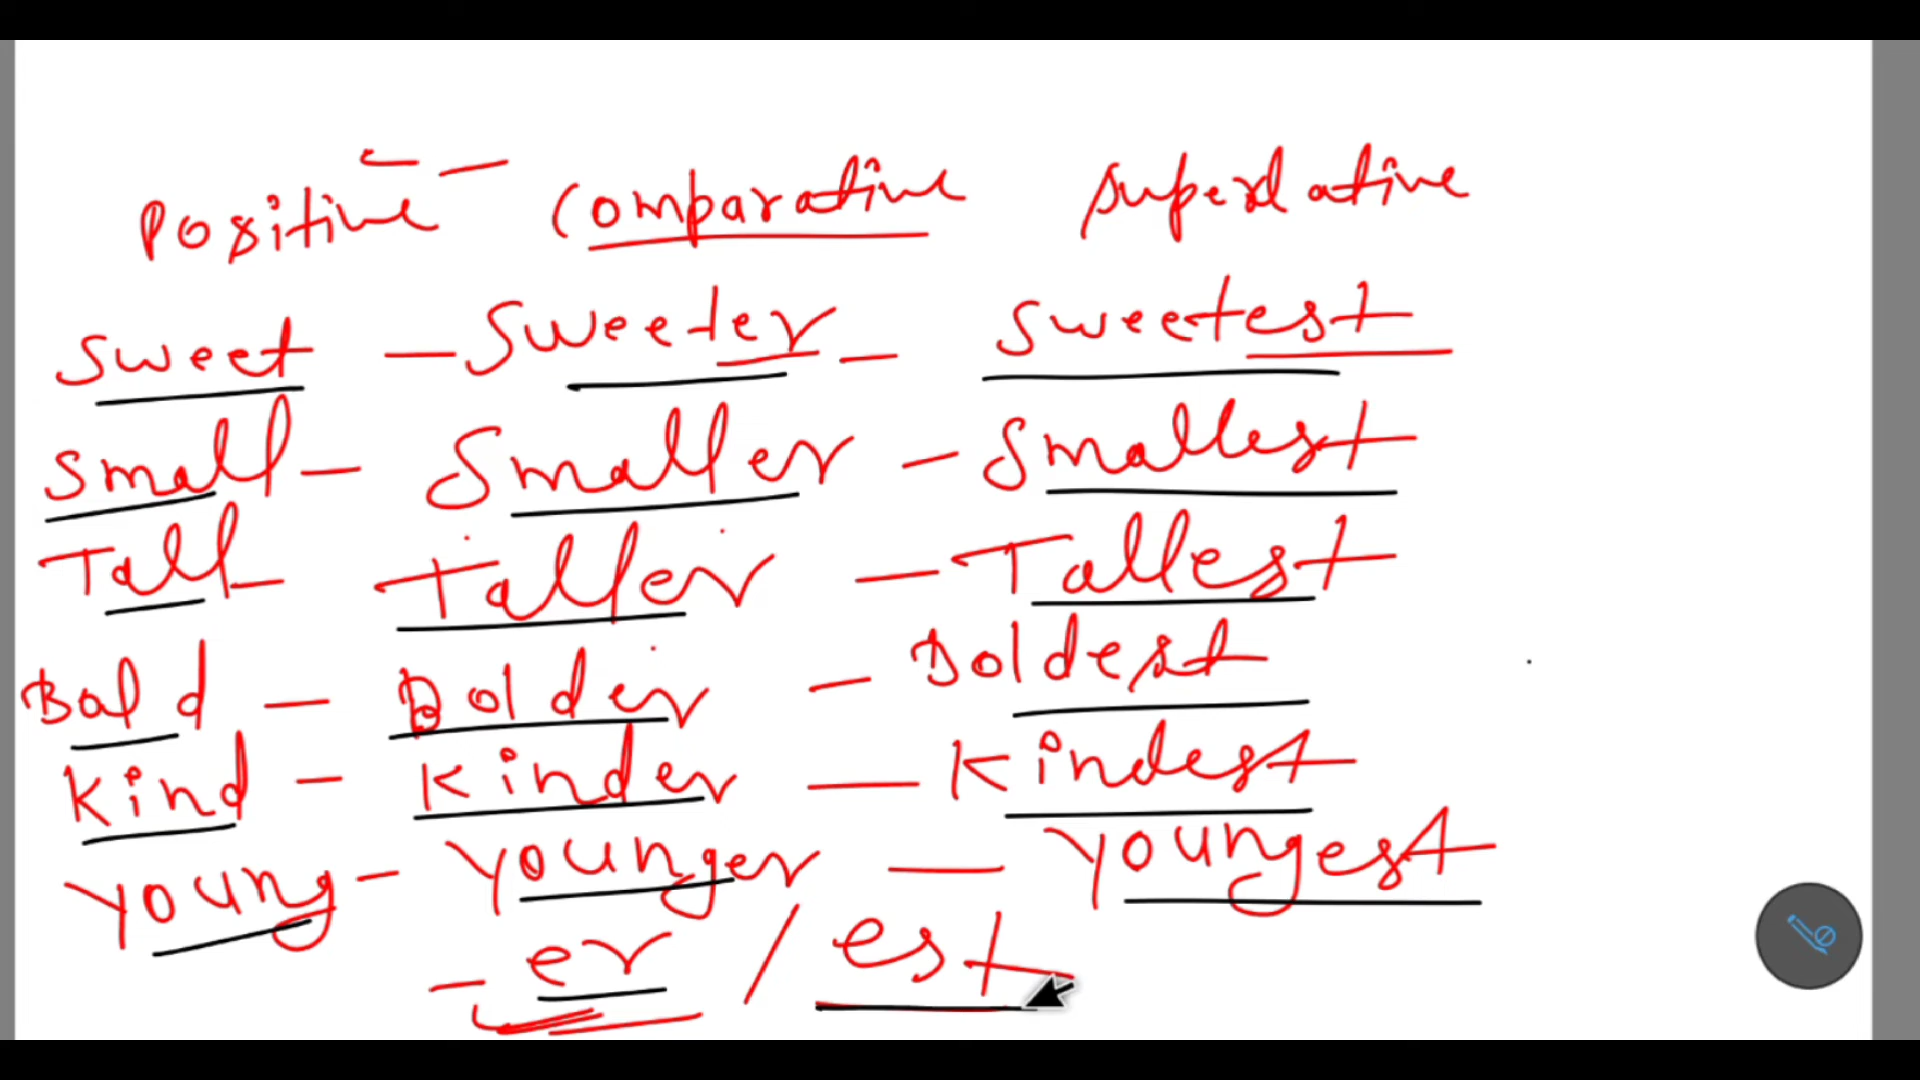 Positive - Comparative Superlative
Sweet - Sweeter - Sweetest
Small - Smaller - Smallest
Tall - Taller - Tallest
Bold - Bolder - Boldest
Kind - Kinder - Kindest
Young - Younger - Youngest
- er / est